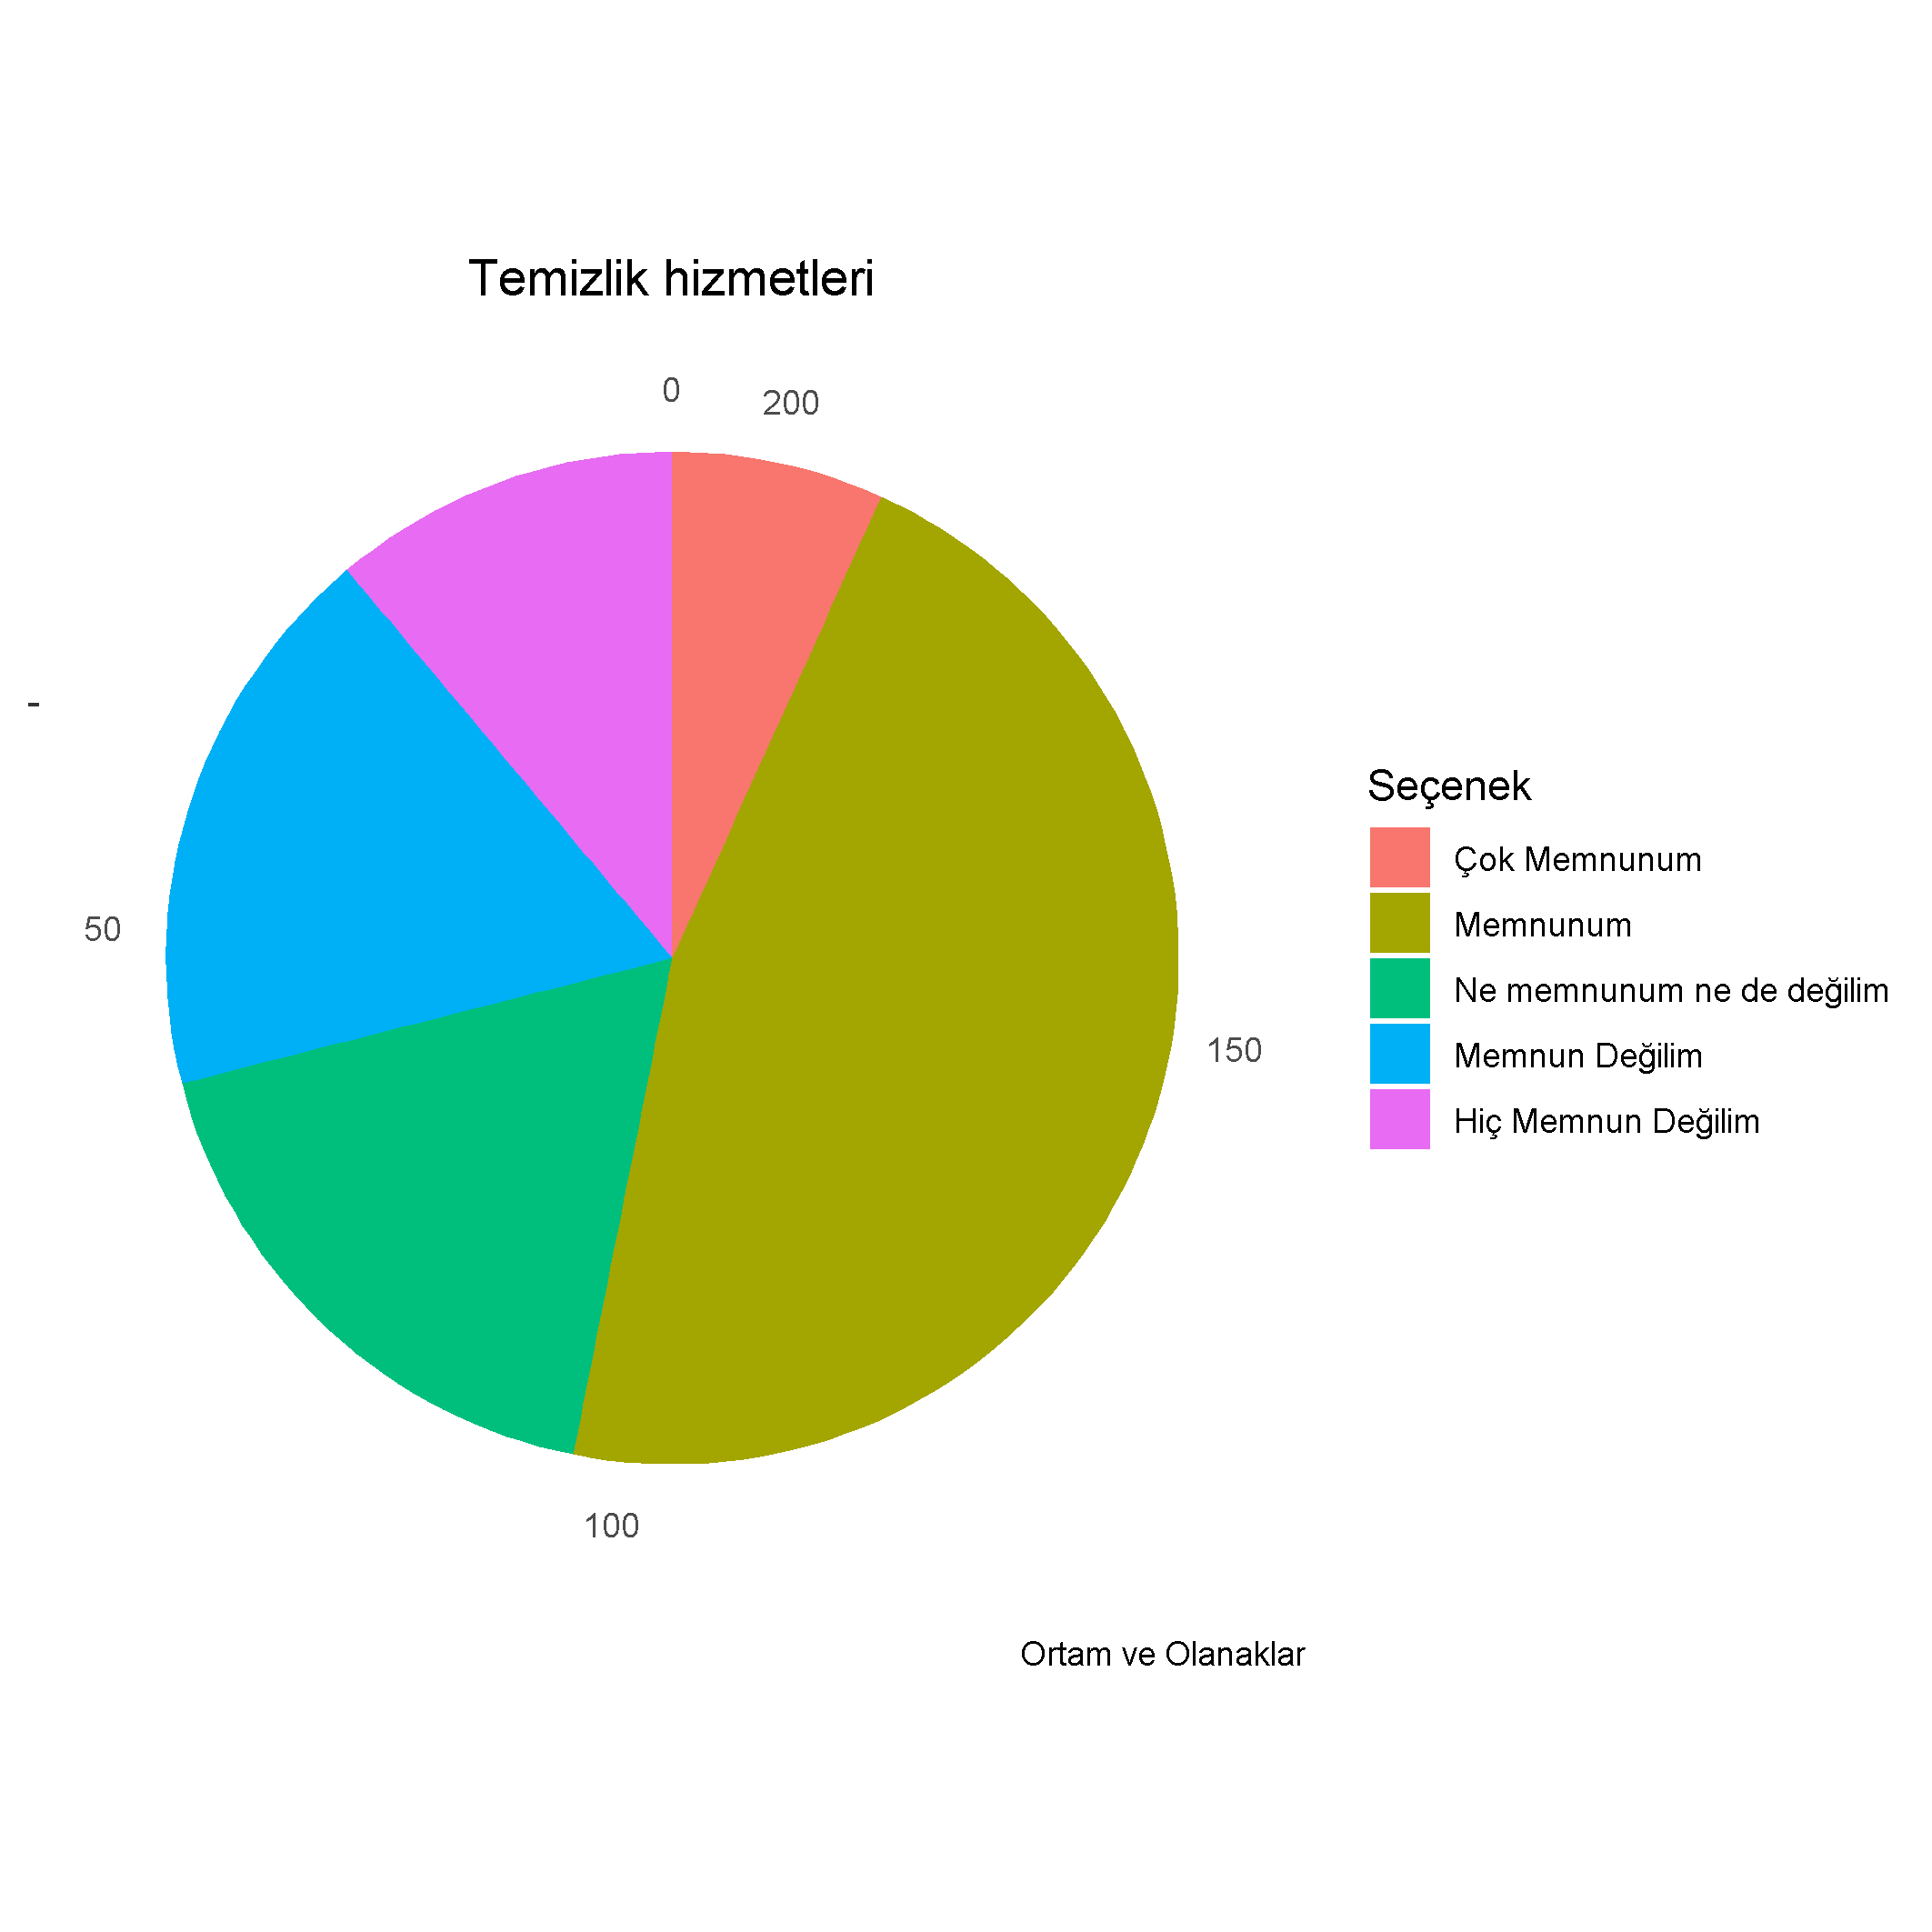 Temizlik hizmetleri
0
200
-
50
150
100
Seçenek
Çok Memnunum
Memnunum
Ne memnunum ne de değilim
Memnun Değilim
Hiç Memnun Değilim
Ortam ve Olanaklar